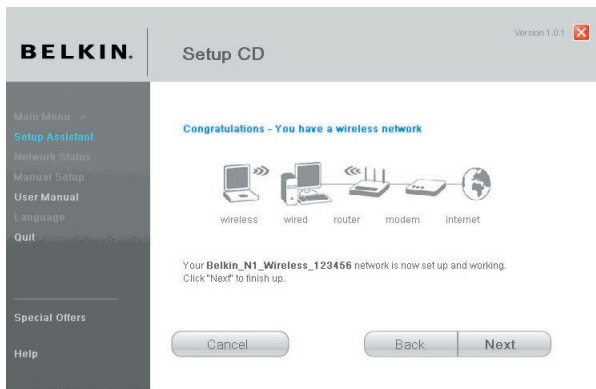 Version 1.0.1
BELKIN.
Setup CD
Main Menu >
Setup Assistant
Network Status
Manual Setup
User Manual
Language
Quit
Special Offers
Help
Congratulations - You have a wireless network
wireless wired router modem internet
Your Belkin_N1_Wireless_123456 network is now set up and working.
Click "Next" to finish up.
Cancel
Back
Next